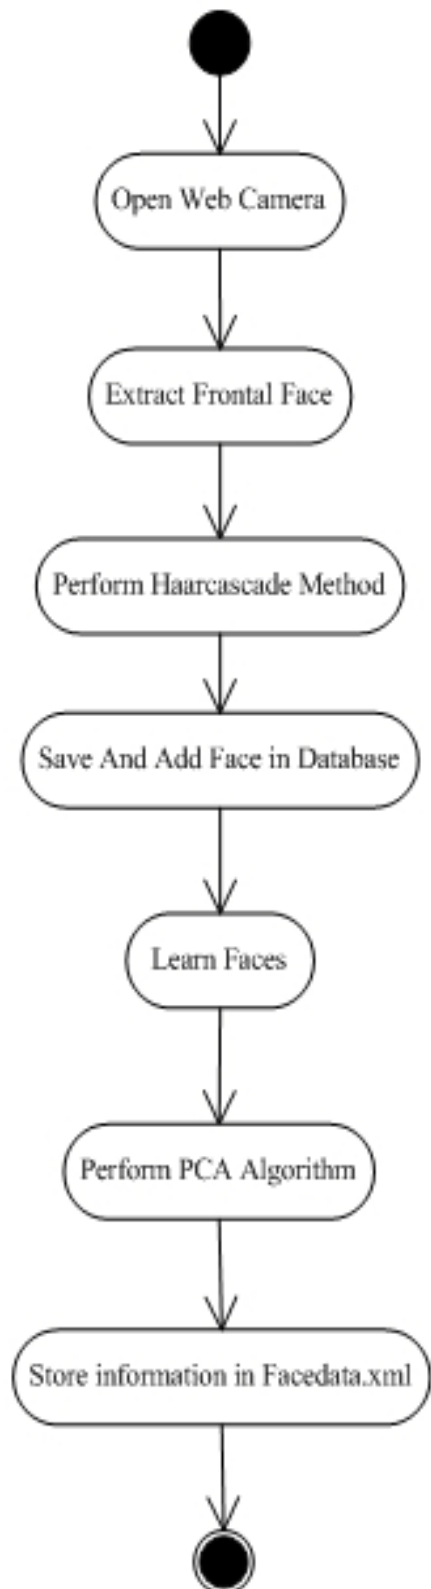 Open Web Camera
Extract Frontal Face
Perform Haarcascade Method
Save And Add Face in Database
Learn Faces
Perform PCA Algorithm
Store information in Facedata.xml